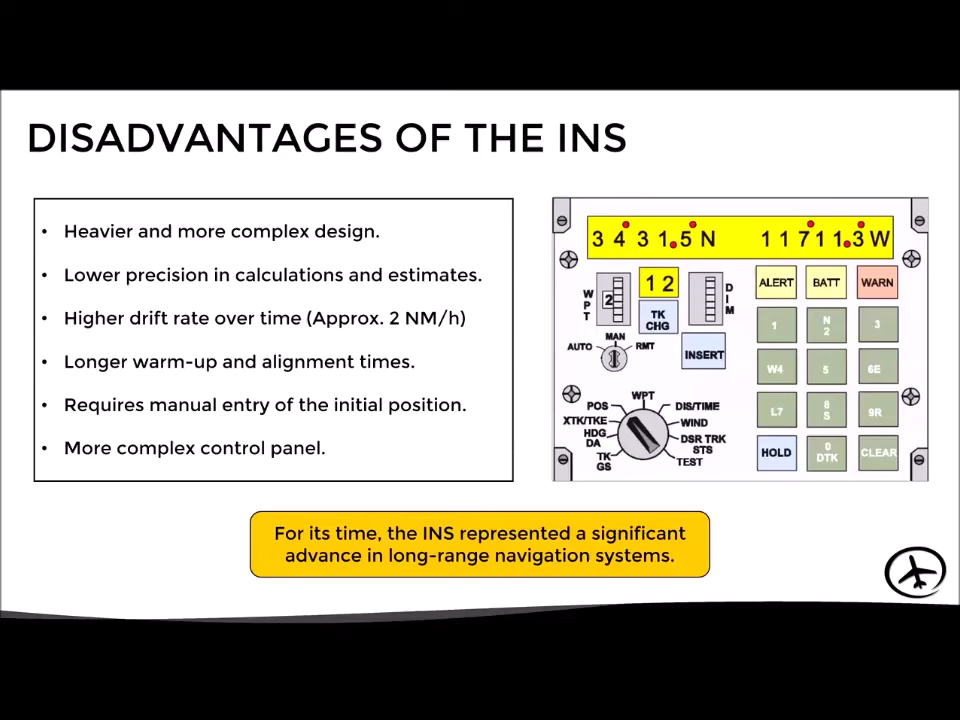 DISADVANTAGES OF THE INS
• Heavier and more complex design.
• Lower precision in calculations and estimates.
• Higher drift rate over time (Approx. 2 NM/h)
• Longer warm-up and alignment times.
• Requires manual entry of the initial position.
• More complex control panel.
3 4 3 1.5 N 1 1 7 1 1.3 W
WPT
2
1 2
DIM
TK
CHG
AUTO
MAN
RMT
INSERT
ALERT
BATT
WARN
1
N
2
3
W4
5
6E
L7
8
S
9R
HOLD
0
DTK
CLEAR
WPT
POS
DIS/TIME
XTK/TKE
WIND
HDG
DA
DSR TRK
STS
TK
GS
TEST
For its time, the INS represented a significant
advance in long-range navigation systems.